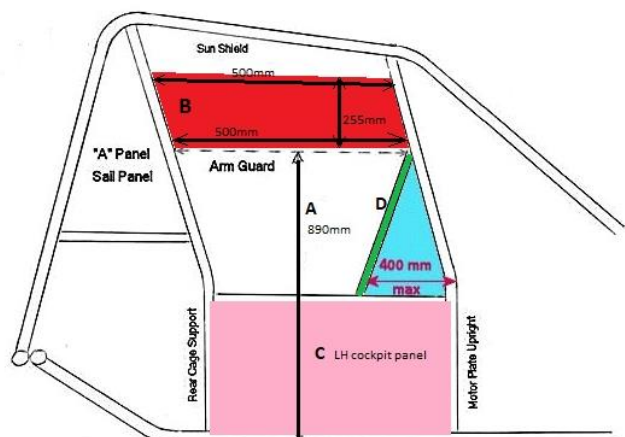 Sun Shield
500mm
B
255mm
500mm
"A" Panel
Sail Panel
Arm Guard
A
890mm
D
400 mm
max
Rear Cage Support
C LH cockpit panel
Motor Plate Upright